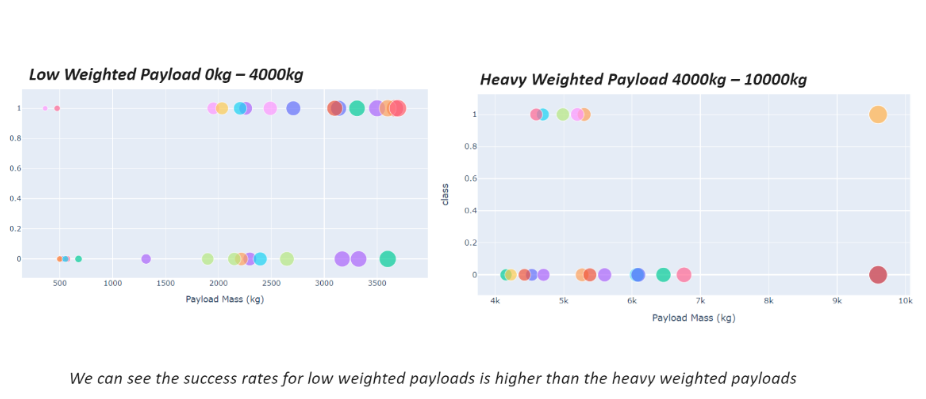 Low Weighted Payload 0kg – 4000kg
Heavy Weighted Payload 4000kg – 10000kg
1
0.8
0.6
0.4
0.2
0
500
1000
1500
2000
2500
3000
3500
Payload Mass (kg)
class
1
0.8
0.6
0.4
0.2
0
4k
5k
6k
7k
8k
9k
10k
Payload Mass (kg)
We can see the success rates for low weighted payloads is higher than the heavy weighted payloads